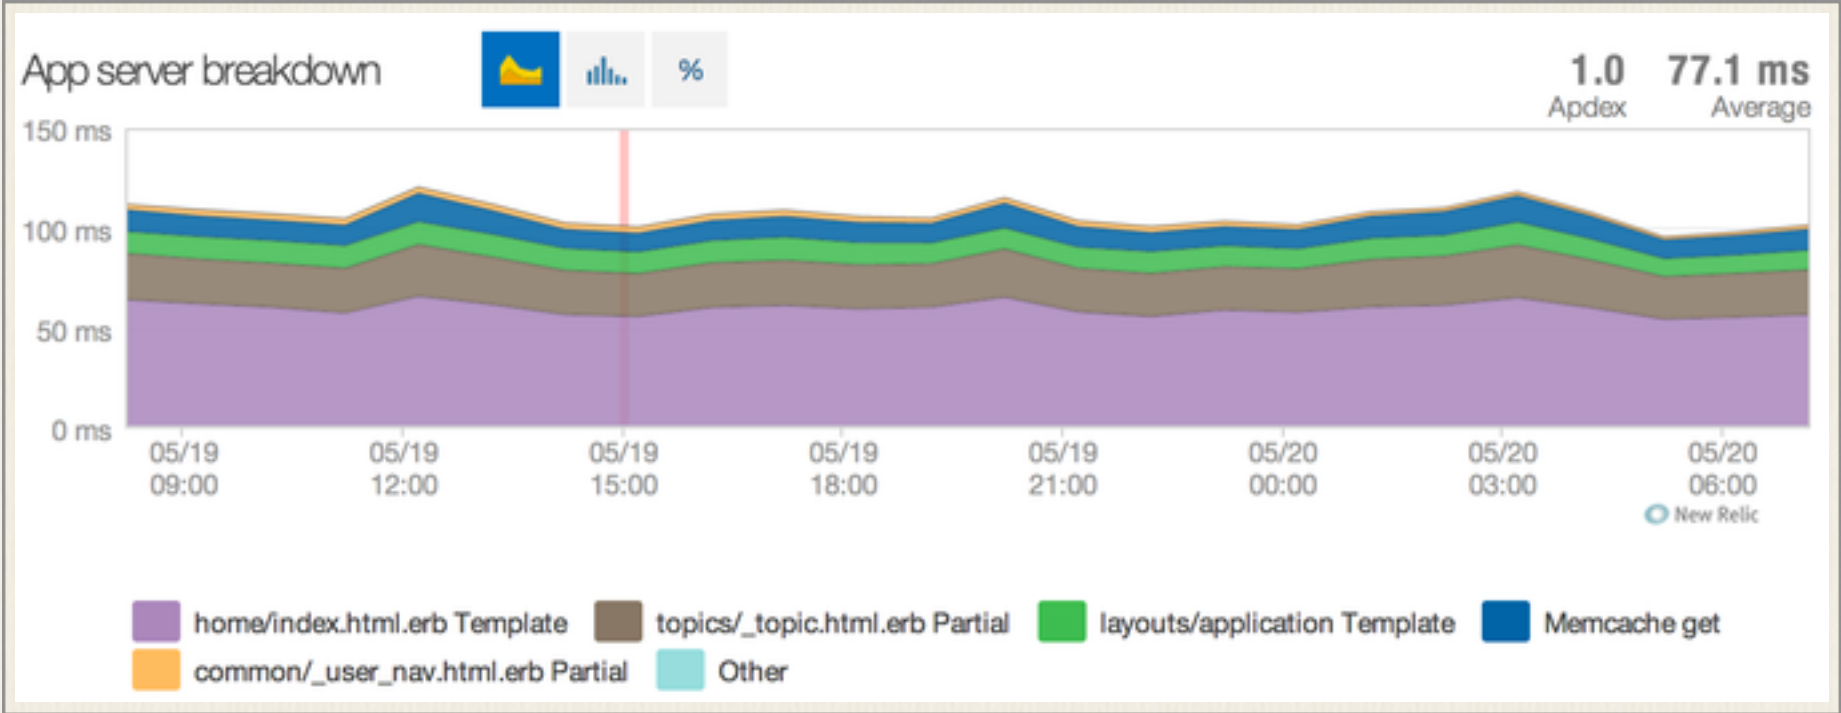 App server breakdown
%
1.0 77.1 ms
Apdex Average
150 ms
100 ms
50 ms
0 ms
05/19 05/19 05/19 05/19 05/19 05/20 05/20 05/20
09:00 12:00 15:00 18:00 21:00 00:00 03:00 06:00
New Relic
home/index.html.erb Template topics/_topic.html.erb Partial layouts/application Template Memcache get
common/_user_nav.html.erb Partial Other